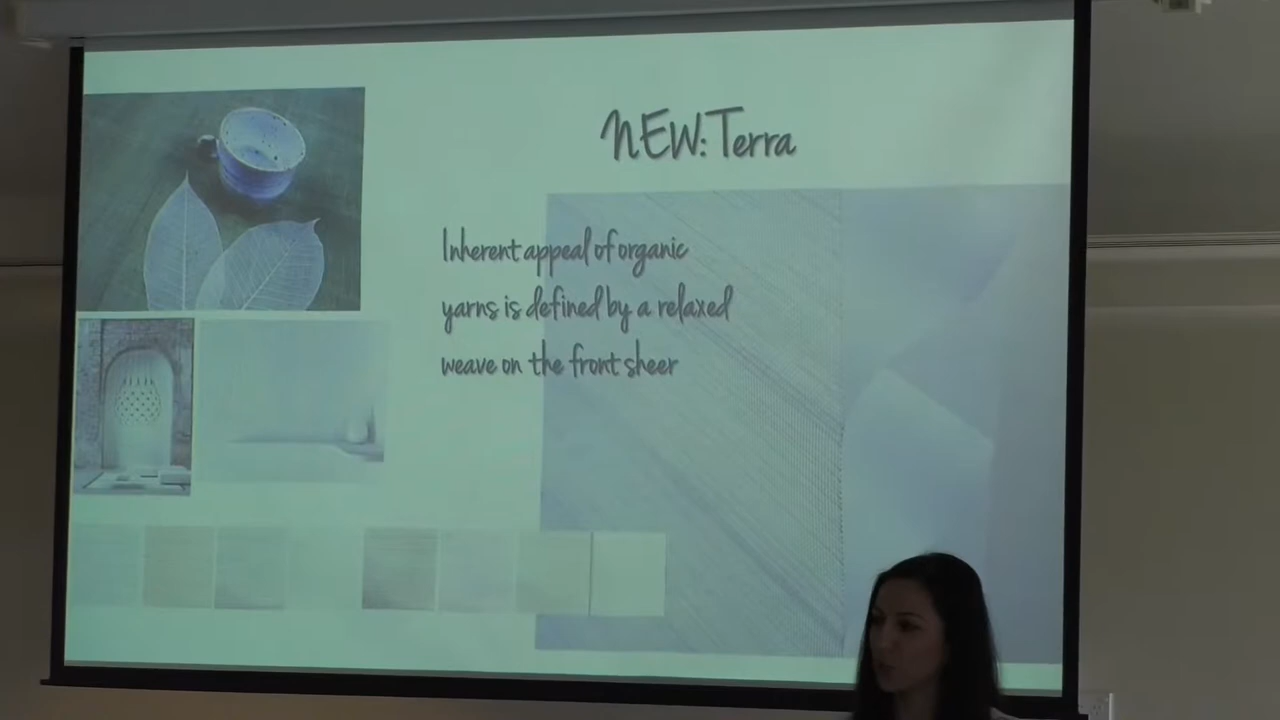 NEW: Terra
Inherent appeal of organic
yarns is defined by a relaxed
weave on the front sheer